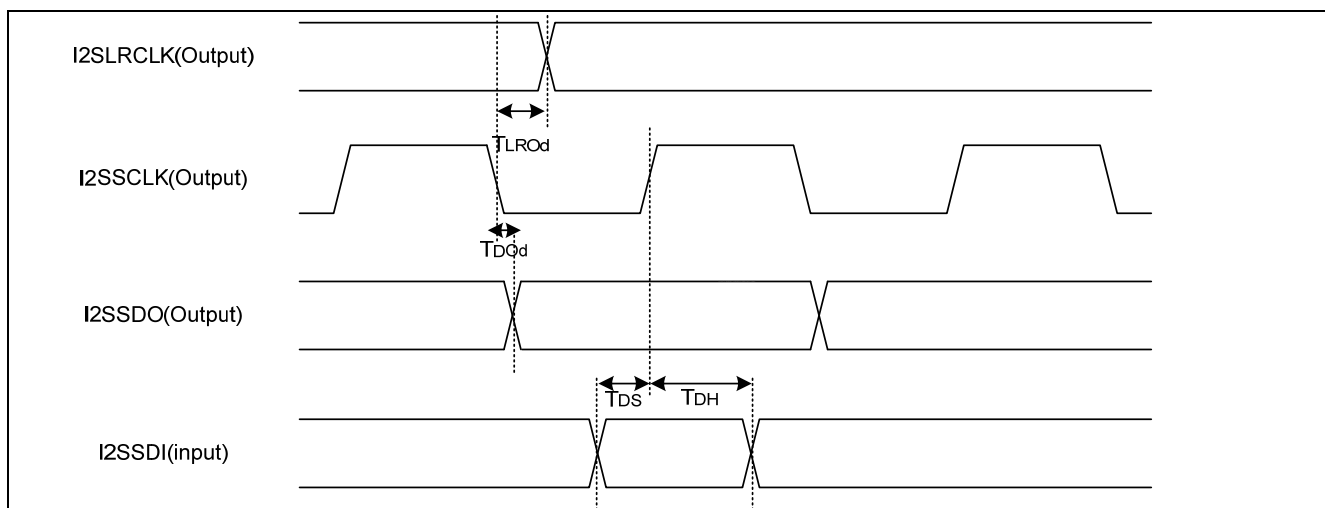 I2SLRCLK(Output)
TLROd
I2SSCLK(Output)
TDOd
I2SSDO(Output)
TDS
TDH
I2SSDI(input)